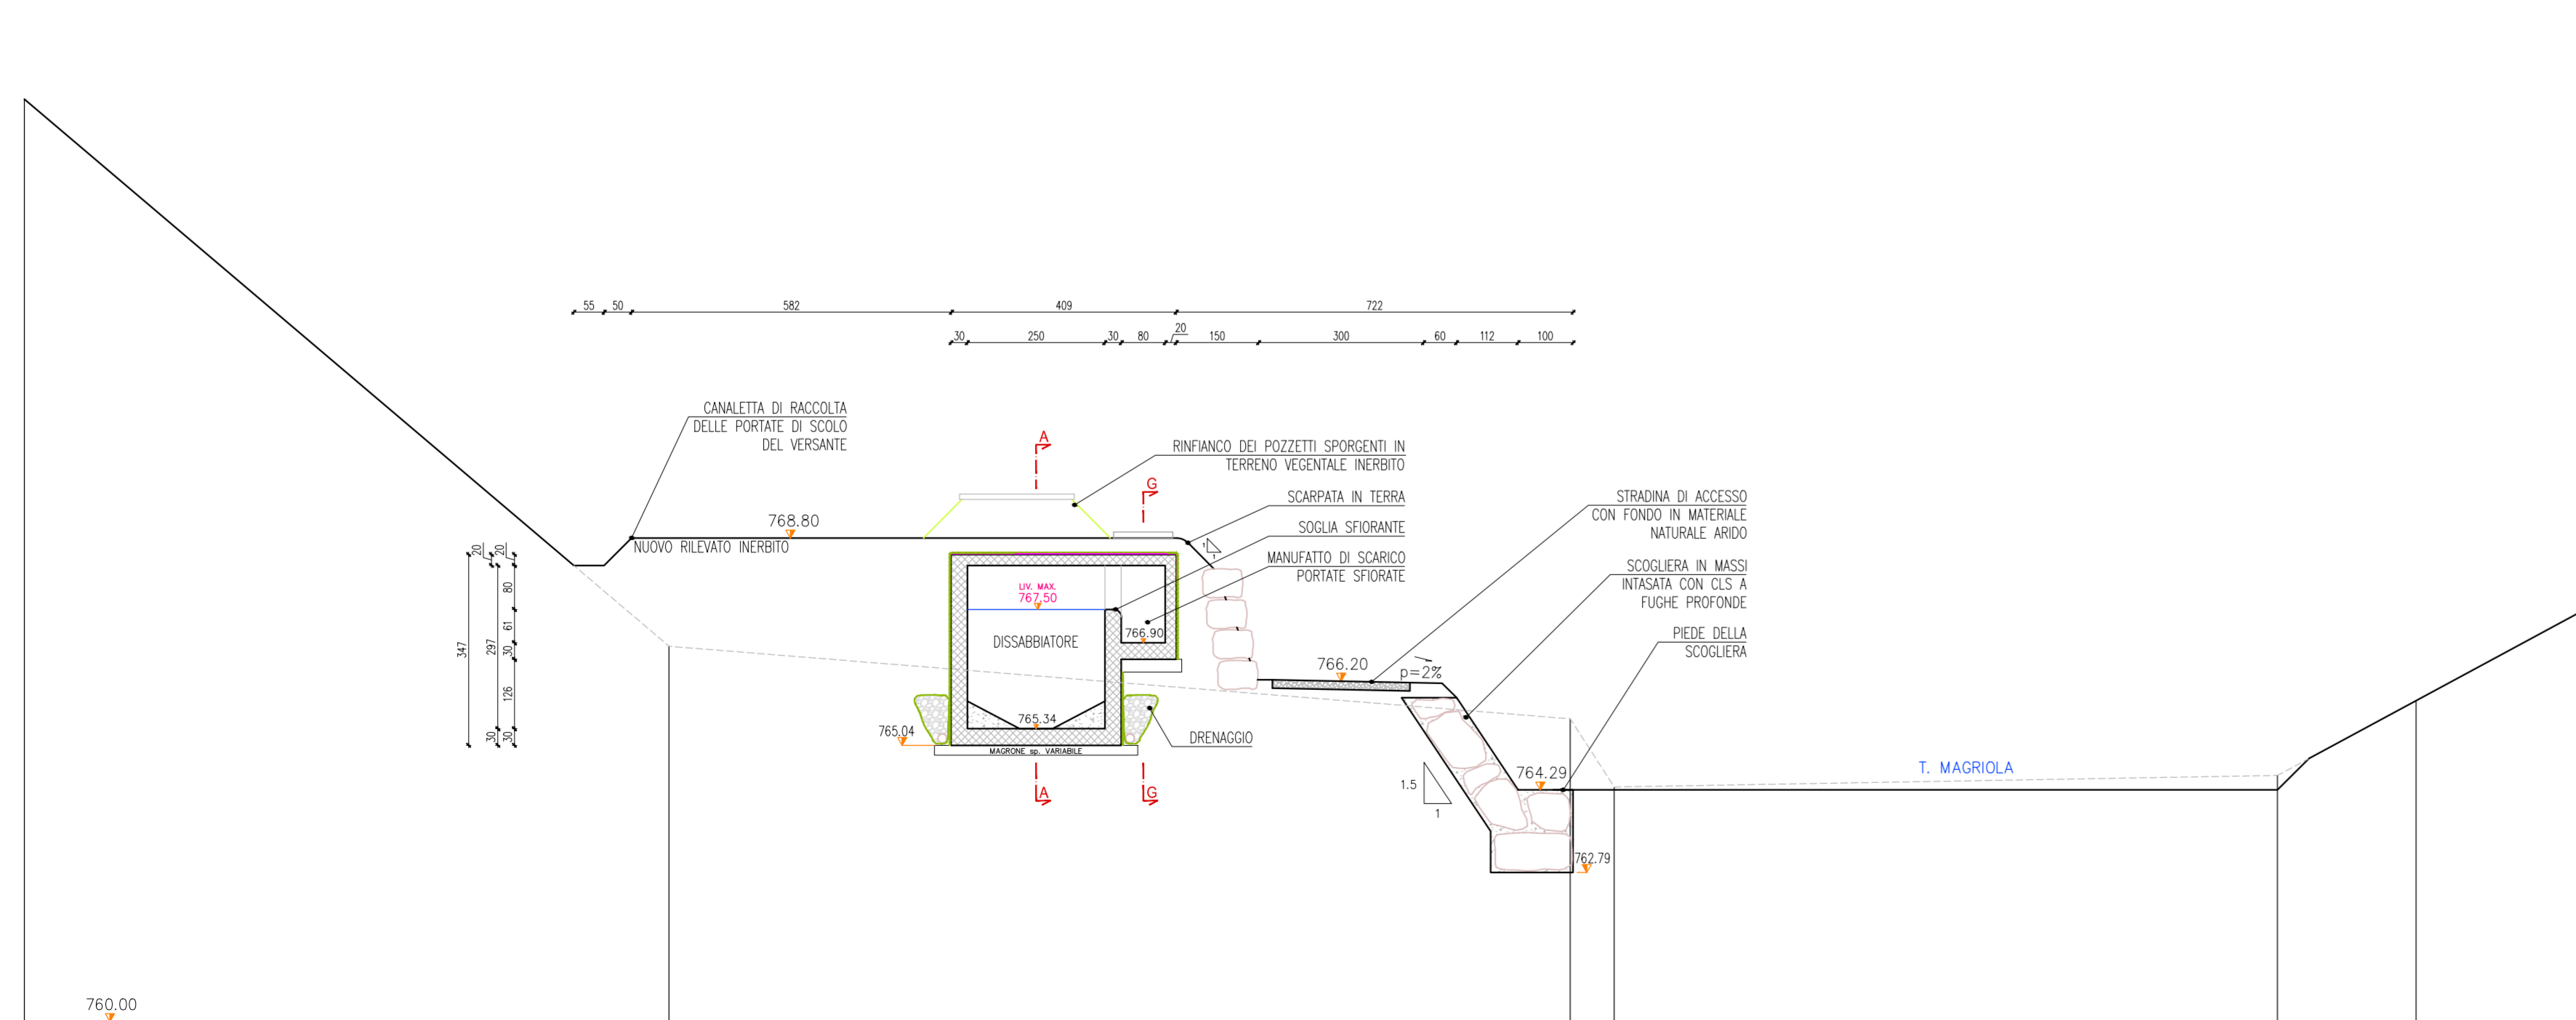 55 50 582 409 722
30 250 30 80 20 150 300 60 112 100
CANALETTA DI RACCOLTA
DELLE PORTATE DI SCOLO
DEL VERSANTE
A
G
RINFIANCO DEI POZZETTI SPORGENTI IN
TERRENO VEGETALE INERBITO
SCARPATA IN TERRA
SOGLIA SFIORANTE
MANUFATTO DI SCARICO
PORTATE SFIORATE
STRADINA DI ACCESSO
CON FONDO IN MATERIALE
NATURALE ARIDO
SCOGLIERA IN MASSI
INTASATA CON CLS A
FUGHE PROFONDE
PIEDE DELLA
SCOGLIERA
768.80
NUOVO RILEVATO INERBITO
1
1
20 20
80
61
30
126
30 30
297
347
LIV. MAX.
767.50
766.90
DISSABBIATORE
765.34
765.04
MAGRONE sp. VARIABILE
DRENAGGIO
766.20
p=2%
764.29
1.5
1
762.79
T. MAGRIOLA
A
G
760.00